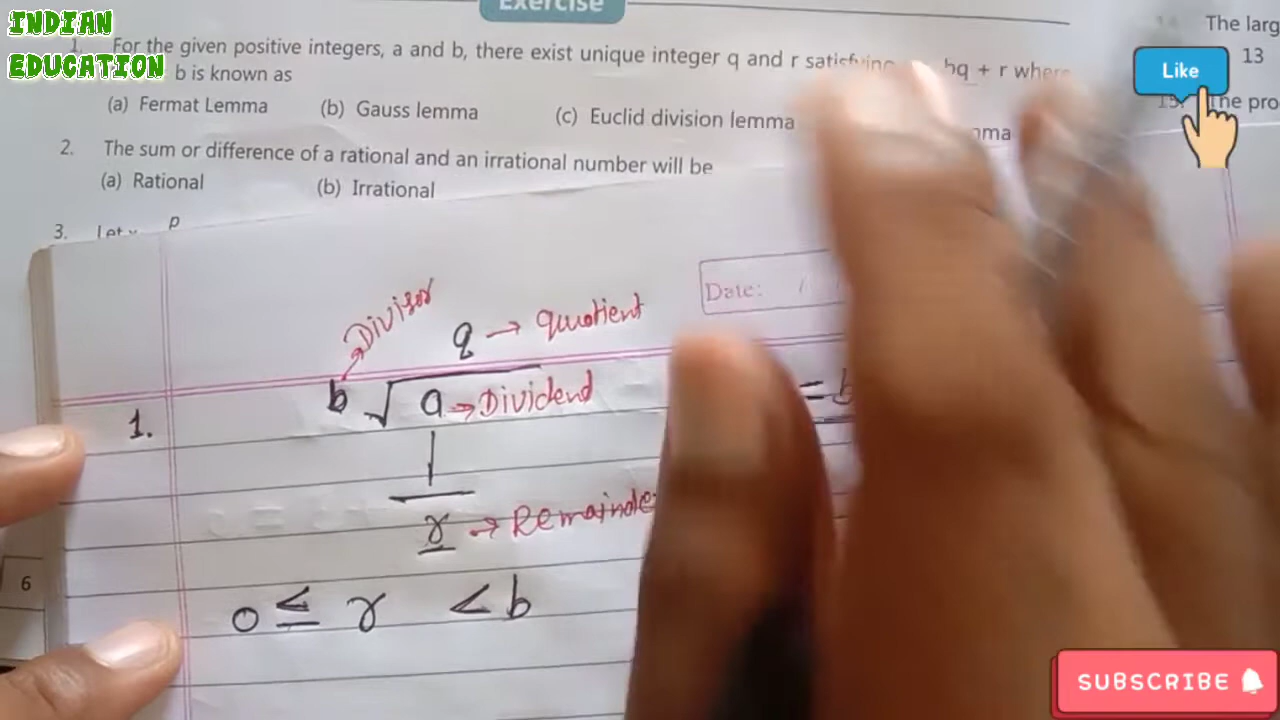 INDIAN
EDUCATION
Exercise
1. For the given positive integers, a and b, there exist unique integer q and r satisfying bq + r where
b is known as
(a) Fermat Lemma (b) Gauss lemma (c) Euclid division lemma
2. The sum or difference of a rational and an irrational number will be
(a) Rational (b) Irrational
3. Let p
The larg
13
Like
15. The pro
Date: /
Divisor
q → quotient
b √ a → Dividend
= b
1.
r → Remainder
0 ≤ r < b
6
SUBSCRIBE